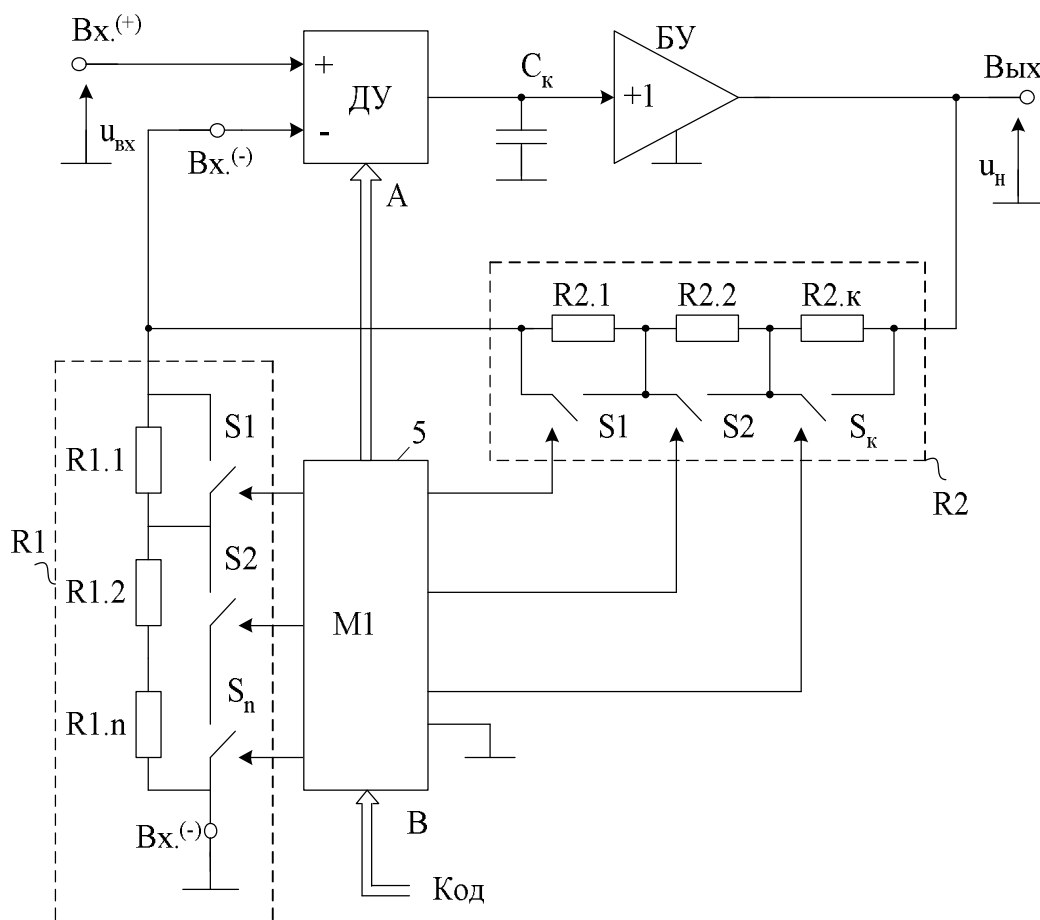 Вх.(+)
+
ДУ
-
uвх
Вх.(-)
Cк
БУ
+1
Вых
uн
А
R2.1
R2.2
R2.к
S1
S2
Sк
R2
5
R1.1
S1
R1
R1.2
S2
М1
R1.n
Sn
Вх.(-)
В
Код